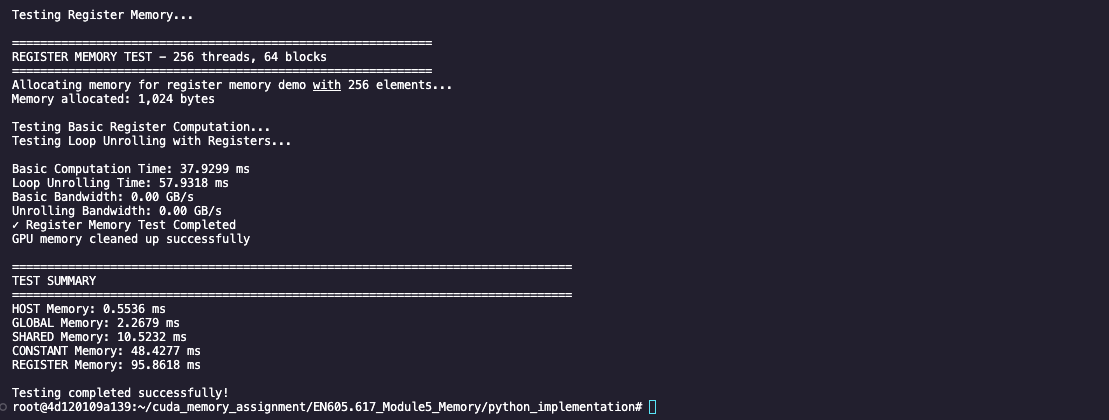 Testing Register Memory...
============================================================
REGISTER MEMORY TEST - 256 threads, 64 blocks
============================================================
Allocating memory for register memory demo with 256 elements...
Memory allocated: 1,024 bytes
Testing Basic Register Computation...
Testing Loop Unrolling with Registers...
Basic Computation Time: 37.9299 ms
Loop Unrolling Time: 57.9318 ms
Basic Bandwidth: 0.00 GB/s
Unrolling Bandwidth: 0.00 GB/s
✓ Register Memory Test Completed
GPU memory cleaned up successfully
================================================================================
TEST SUMMARY
================================================================================
HOST Memory: 0.5536 ms
GLOBAL Memory: 2.2679 ms
SHARED Memory: 10.5232 ms
CONSTANT Memory: 48.4277 ms
REGISTER Memory: 95.8618 ms
Testing completed successfully!
root@4d120109a139:~/cuda_memory_assignment/EN605.617_Module5_Memory/python_implementation#